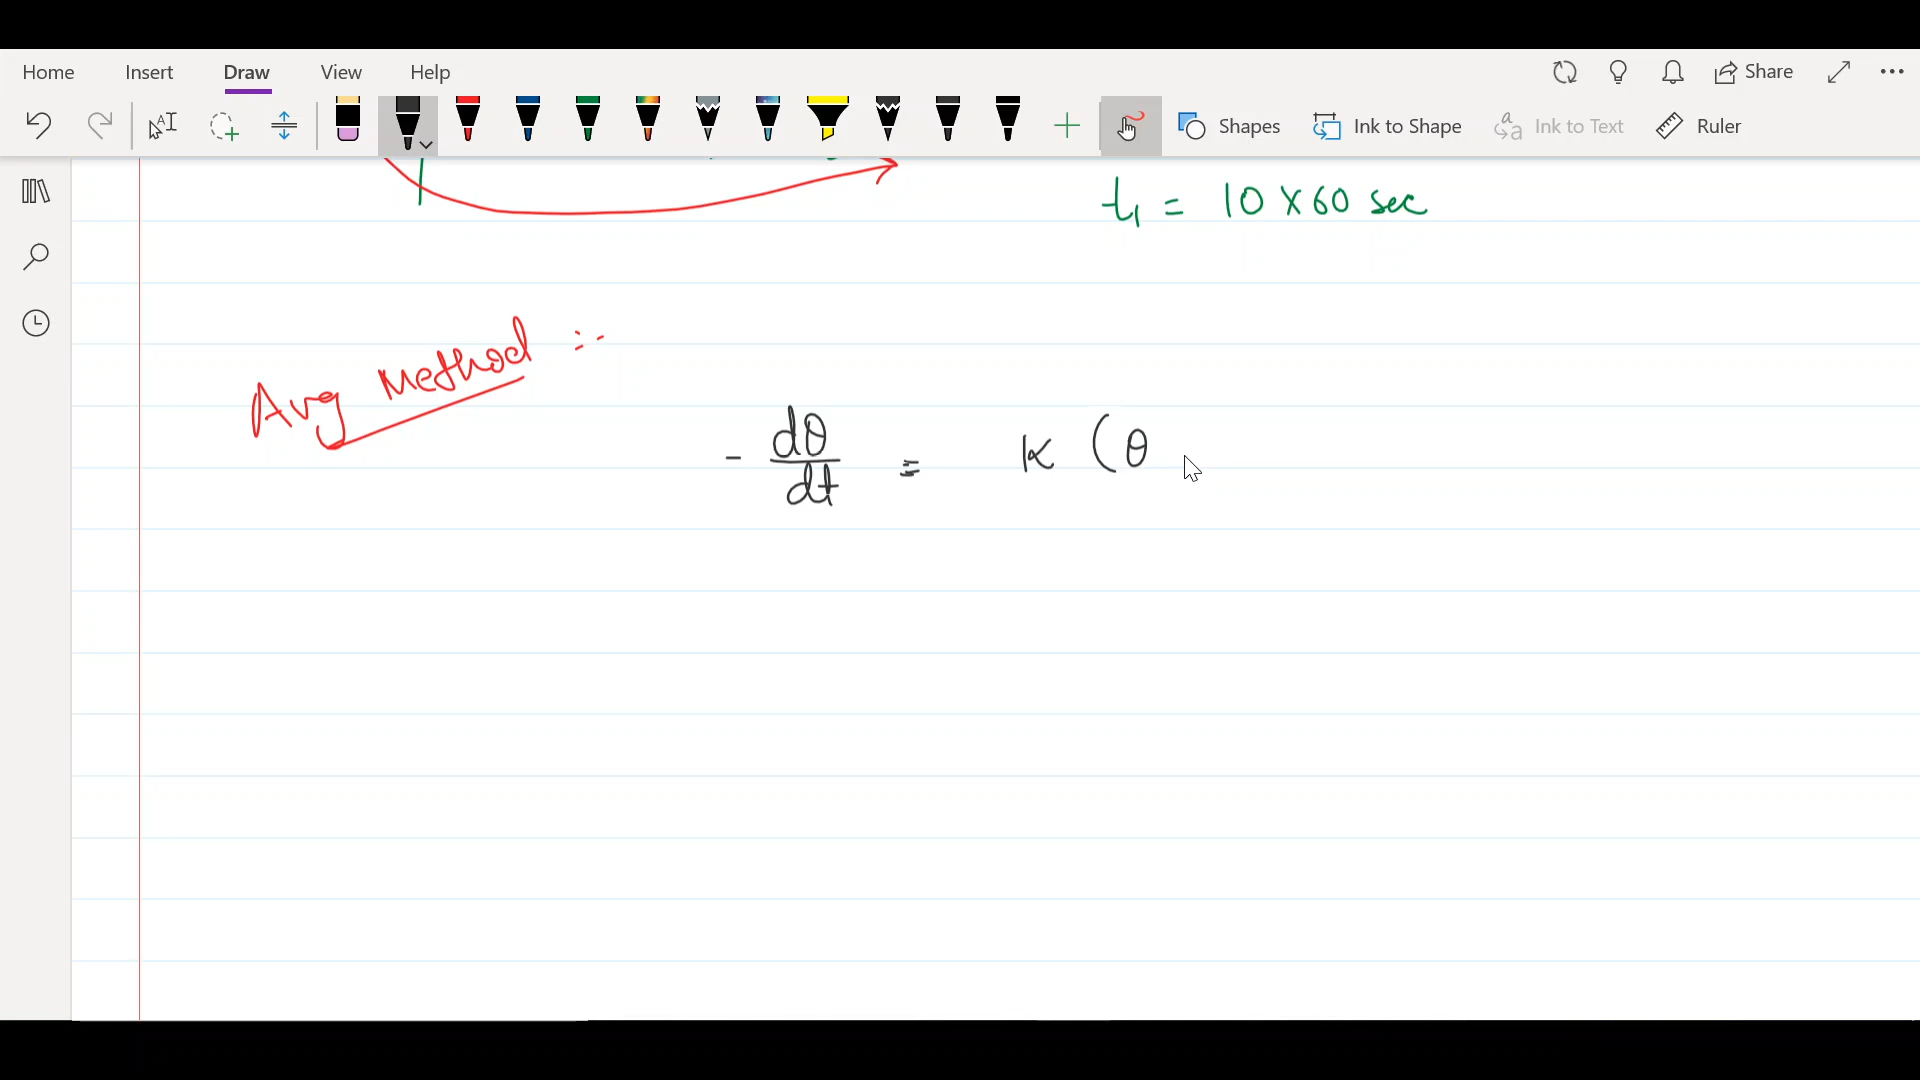 Home Insert Draw View Help Share
Shapes Ink to Shape Ink to Text Ruler
t₁ = 10 × 60 sec
Avg Method :-
- dθ/dt = K (θ